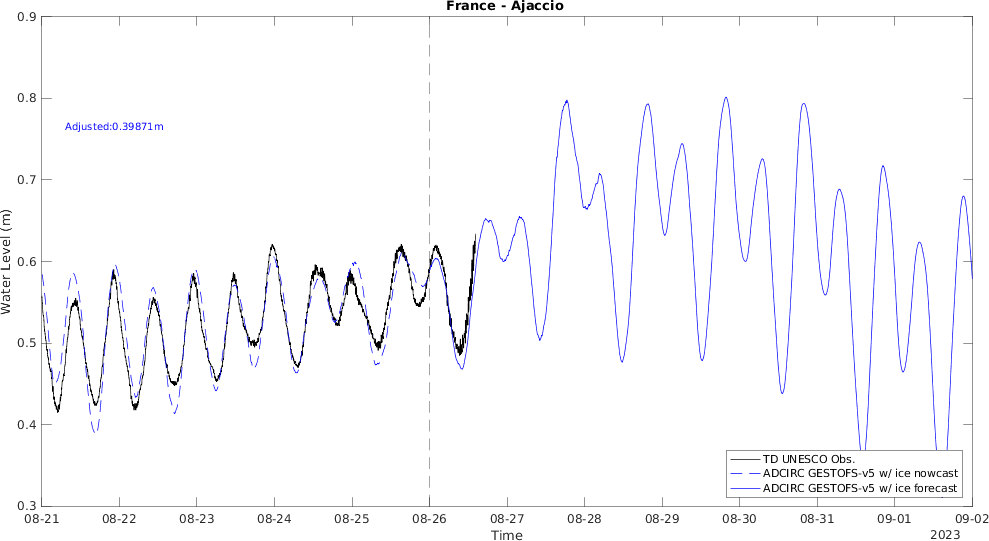 France - Ajaccio
0.9
0.8
0.7
0.6
0.5
0.4
0.3
Water Level (m)
Adjusted:0.39871m
TD UNESCO Obs.
ADCIRC GESTOFS-v5 w/ ice nowcast
ADCIRC GESTOFS-v5 w/ ice forecast
08-21 08-22 08-23 08-24 08-25 08-26 08-27 08-28 08-29 08-30 08-31 09-01 09-02
Time
2023